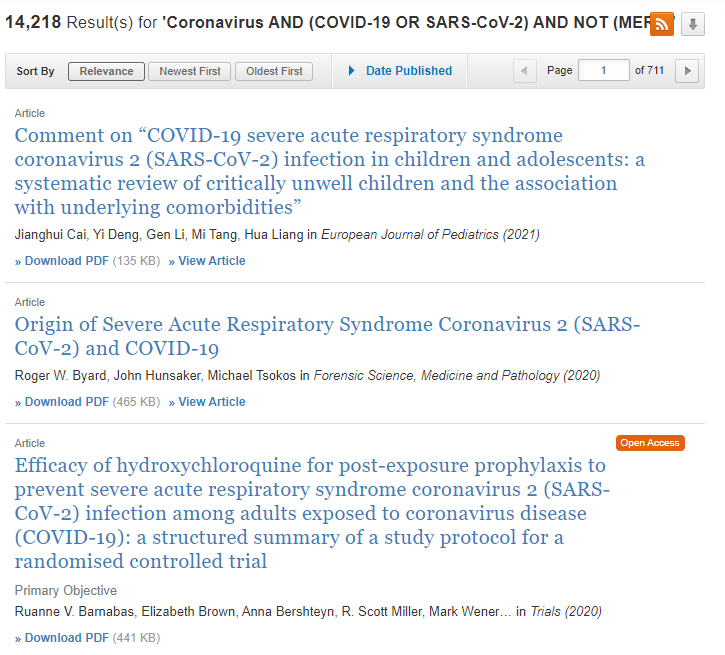 14,218 Result(s) for 'Coronavirus AND (COVID-19 OR SARS-CoV-2) AND NOT
Sort By Relevance Newest First Oldest First Date Published Page 1 of 711
Article
Comment on “COVID-19 severe acute respiratory syndrome
coronavirus 2 (SARS-CoV-2) infection in children and adolescents: a
systematic review of critically unwell children and the association
with underlying comorbidities”
Jianghui Cai, Yi Deng, Gen Li, Mi Tang, Hua Liang in European Journal of Pediatrics (2021)
» Download PDF (135 KB) » View Article
Article
Origin of Severe Acute Respiratory Syndrome Coronavirus 2 (SARS-
CoV-2) and COVID-19
Roger W. Byard, John Hunsaker, Michael Tsokos in Forensic Science, Medicine and Pathology (2020)
» Download PDF (465 KB) » View Article
Article Open Access
Efficacy of hydroxychloroquine for post-exposure prophylaxis to
prevent severe acute respiratory syndrome coronavirus 2 (SARS-
CoV-2) infection among adults exposed to coronavirus disease
(COVID-19): a structured summary of a study protocol for a
randomised controlled trial
Primary Objective
Ruanne V. Barnabas, Elizabeth Brown, Anna Bershteyn, R. Scott Miller, Mark Wener… in Trials (2020)
» Download PDF (441 KB)